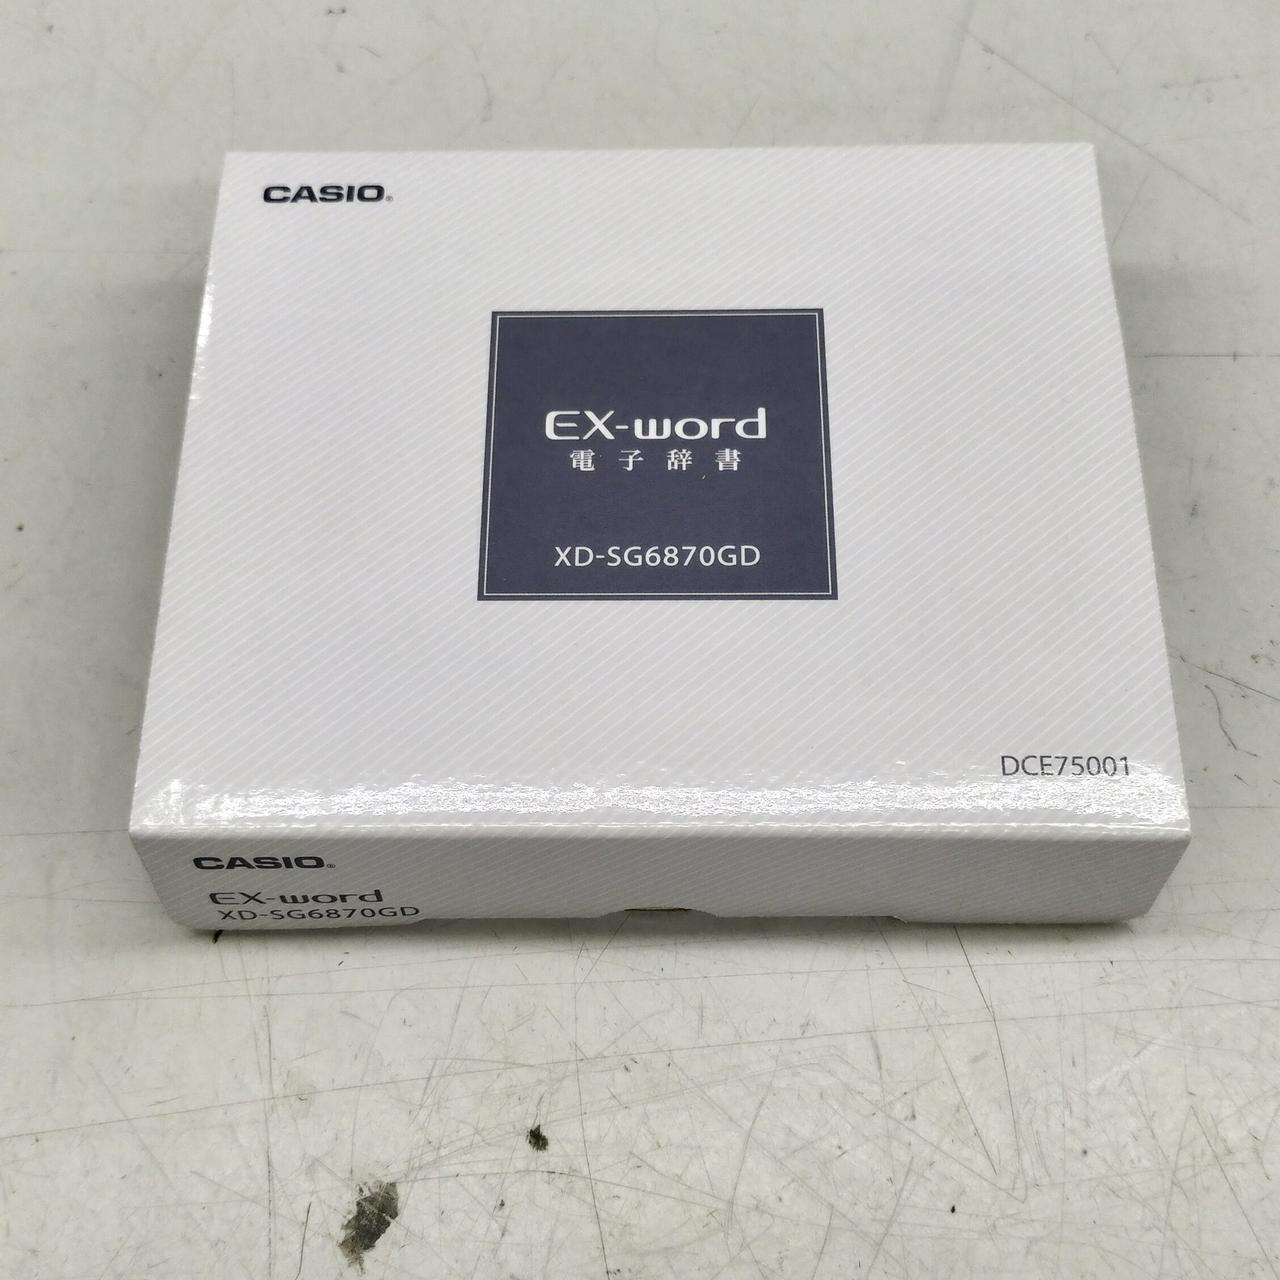 CASIO®
EX-word
電子辞書
XD-SG6870GD
DCE75001
CASIO®
EX-word
XD-SG6870GD